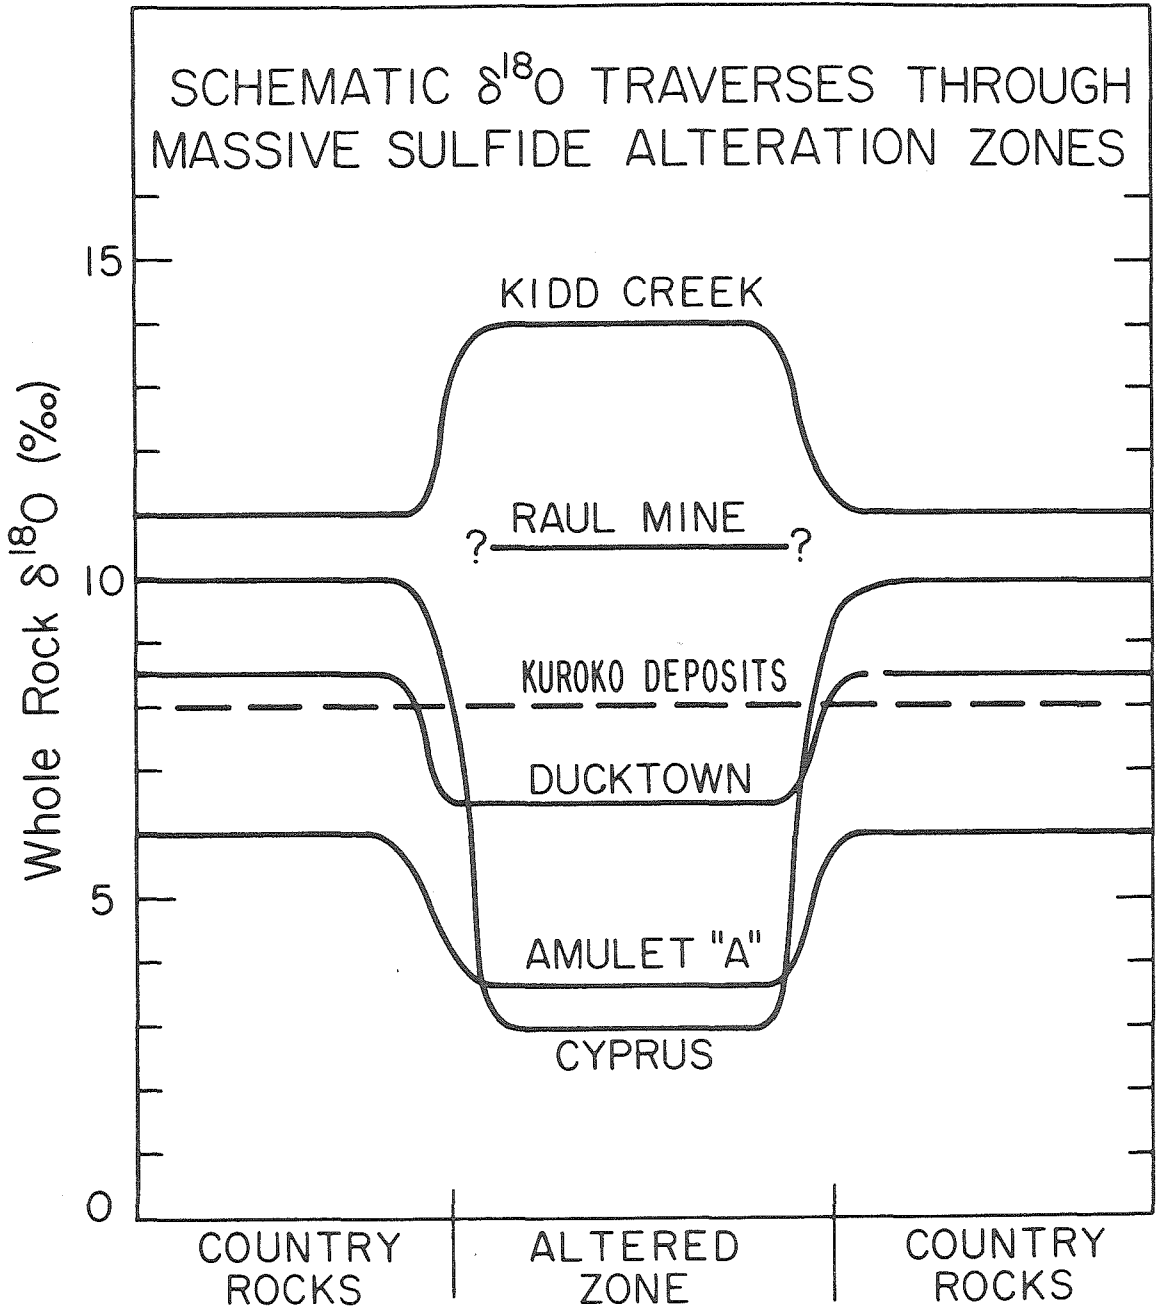 SCHEMATIC δ¹⁸O TRAVERSES THROUGH
MASSIVE SULFIDE ALTERATION ZONES
Whole Rock δ¹⁸O (‰)
15
10
5
0
KIDD CREEK
RAUL MINE
? ?
KUROKO DEPOSITS
DUCKTOWN
AMULET "A"
CYPRUS
COUNTRY ROCKS
ALTERED ZONE
COUNTRY ROCKS